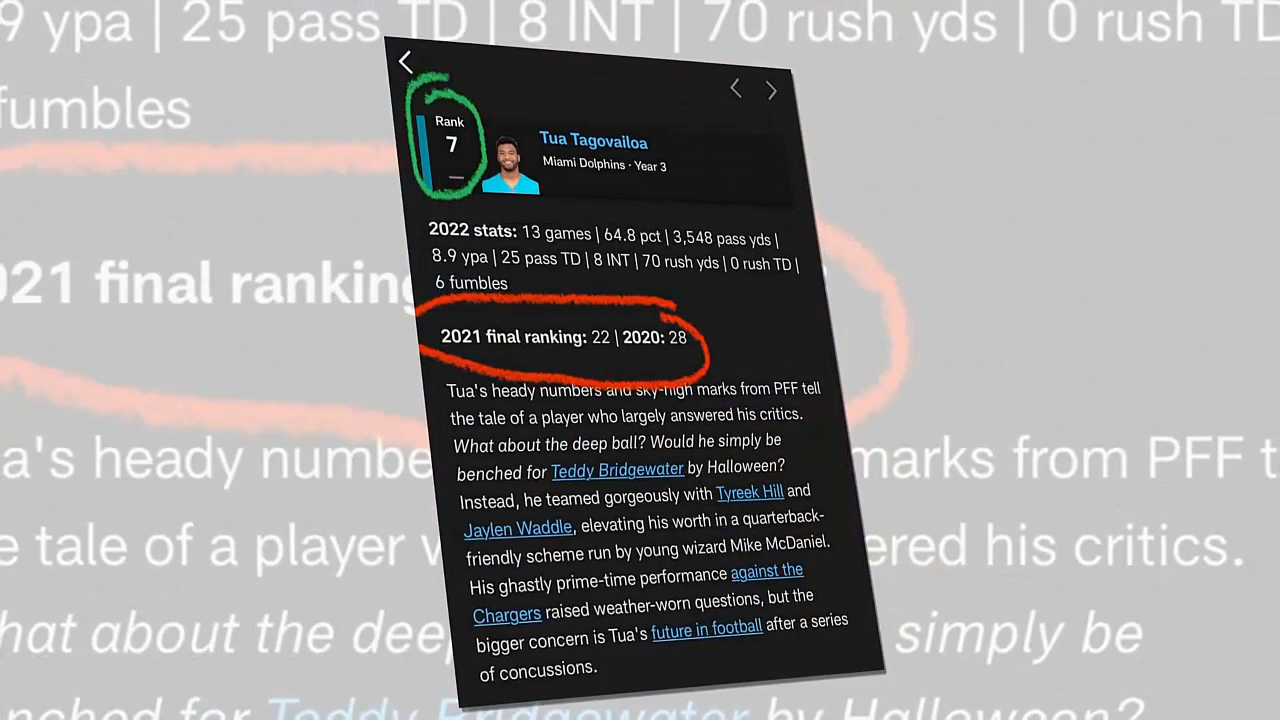 9 ypa | 25 pass TD | 8 INT | 70 rush yds | 0 rush TD
fumbles
Rank
7
Tua Tagovailoa
Miami Dolphins · Year 3
2022 stats: 13 games | 64.8 pct | 3,548 pass yds |
8.9 ypa | 25 pass TD | 8 INT | 70 rush yds | 0 rush TD |
6 fumbles
021 final ranking
2021 final ranking: 22 | 2020: 28
Tua's heady numbers and sky-high marks from PFF tell
the tale of a player who largely answered his critics.
What about the deep ball? Would he simply be
benched for Teddy Bridgewater by Halloween?
Instead, he teamed gorgeously with Tyreek Hill and
Jaylen Waddle, elevating his worth in a quarterback-
friendly scheme run by young wizard Mike McDaniel.
His ghastly prime-time performance against the
Chargers raised weather-worn questions, but the
bigger concern is Tua's future in football after a series
of concussions.
a's heady numbe marks from PFF t
e tale of a player ered his critics.
hat about the dee simply be
enched for Teddy Bridgewater by Halloween?